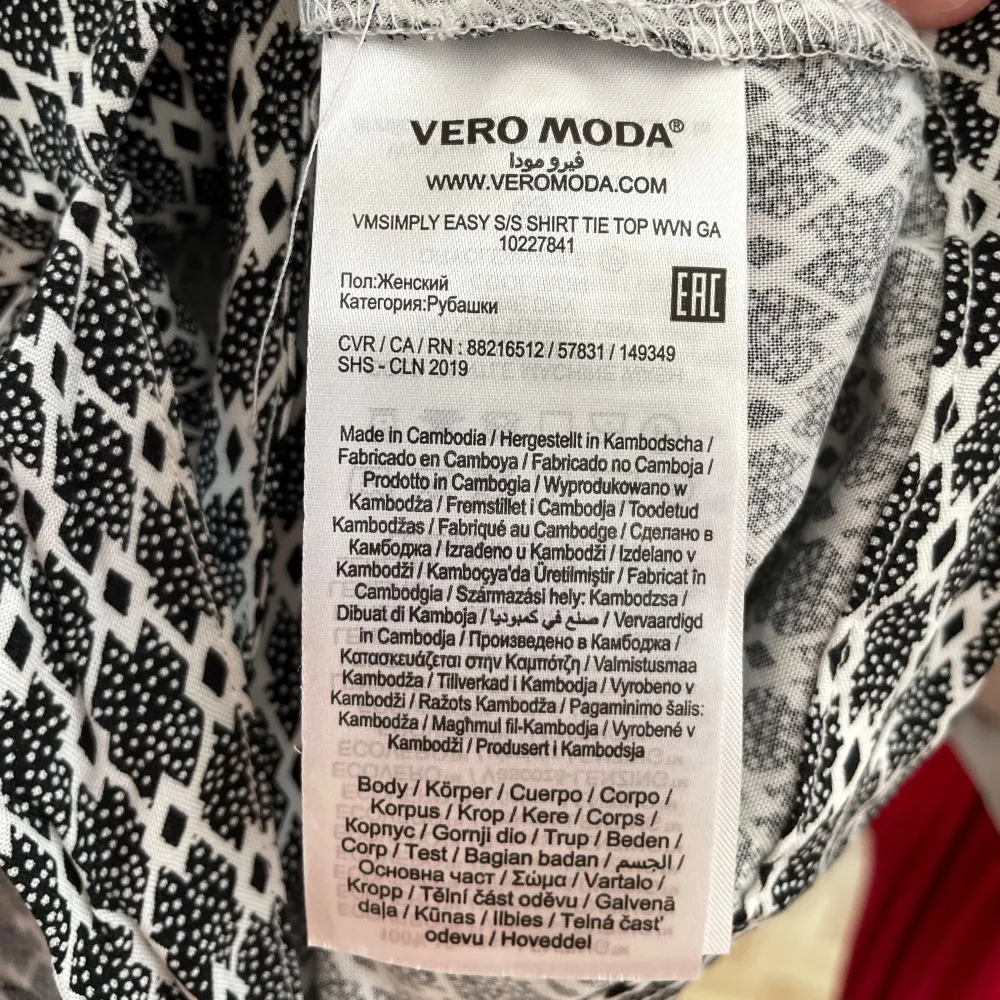 VERO MODA®
فيرو مودا
WWW.VEROMODA.COM
VMSIMPLY EASY S/S SHIRT TIE TOP WVN GA
10227841
Пол:Женский
Категория:Рубашки
EAC
CVR / CA / RN : 88216512 / 57831 / 149349
SHS - CLN 2019
Made in Cambodia / Hergestellt in Kambodscha /
Fabricado en Camboya / Fabricado no Camboja /
Prodotto in Cambogia / Wyprodukowano w
Kambodża / Fremstillet i Cambodja / Toodetud
Kambodžas / Fabriqué au Cambodge / Сделано в
Камбоджа / Izrađeno u Kambodži / Izdelano v
Kambodži / Kamboçya'da Üretilmiştir / Fabricat în
Cambodgia / Származási hely: Kambodzsa /
Dibuat di Kamboja / صنع في كمبوديا / Vervaardigd
in Cambodja / Произведено в Камбоджа /
Κατασκευάζεται στην Καμπότζη / Valmistusmaa
Kambodža / Tillverkad i Kambodja / Vyrobeno v
Kambodži / Ražots Kambodža / Pagaminimo šalis:
Kambodža / Magħmul fil-Kambodja / Vyrobené v
Kambodži / Produsert i Kambodsja
Body / Körper / Cuerpo / Corpo /
Korpus / Krop / Kere / Corps /
Корпус / Gornji dio / Trup / Beden /
Corp / Test / Bagian badan / الجسم /
Основна част / Σώμα / Vartalo /
Kropp / Tělní část oděvu / Galvenā
daļa / Kūnas / Ilbies / Telná časť
odevu / Hoveddel